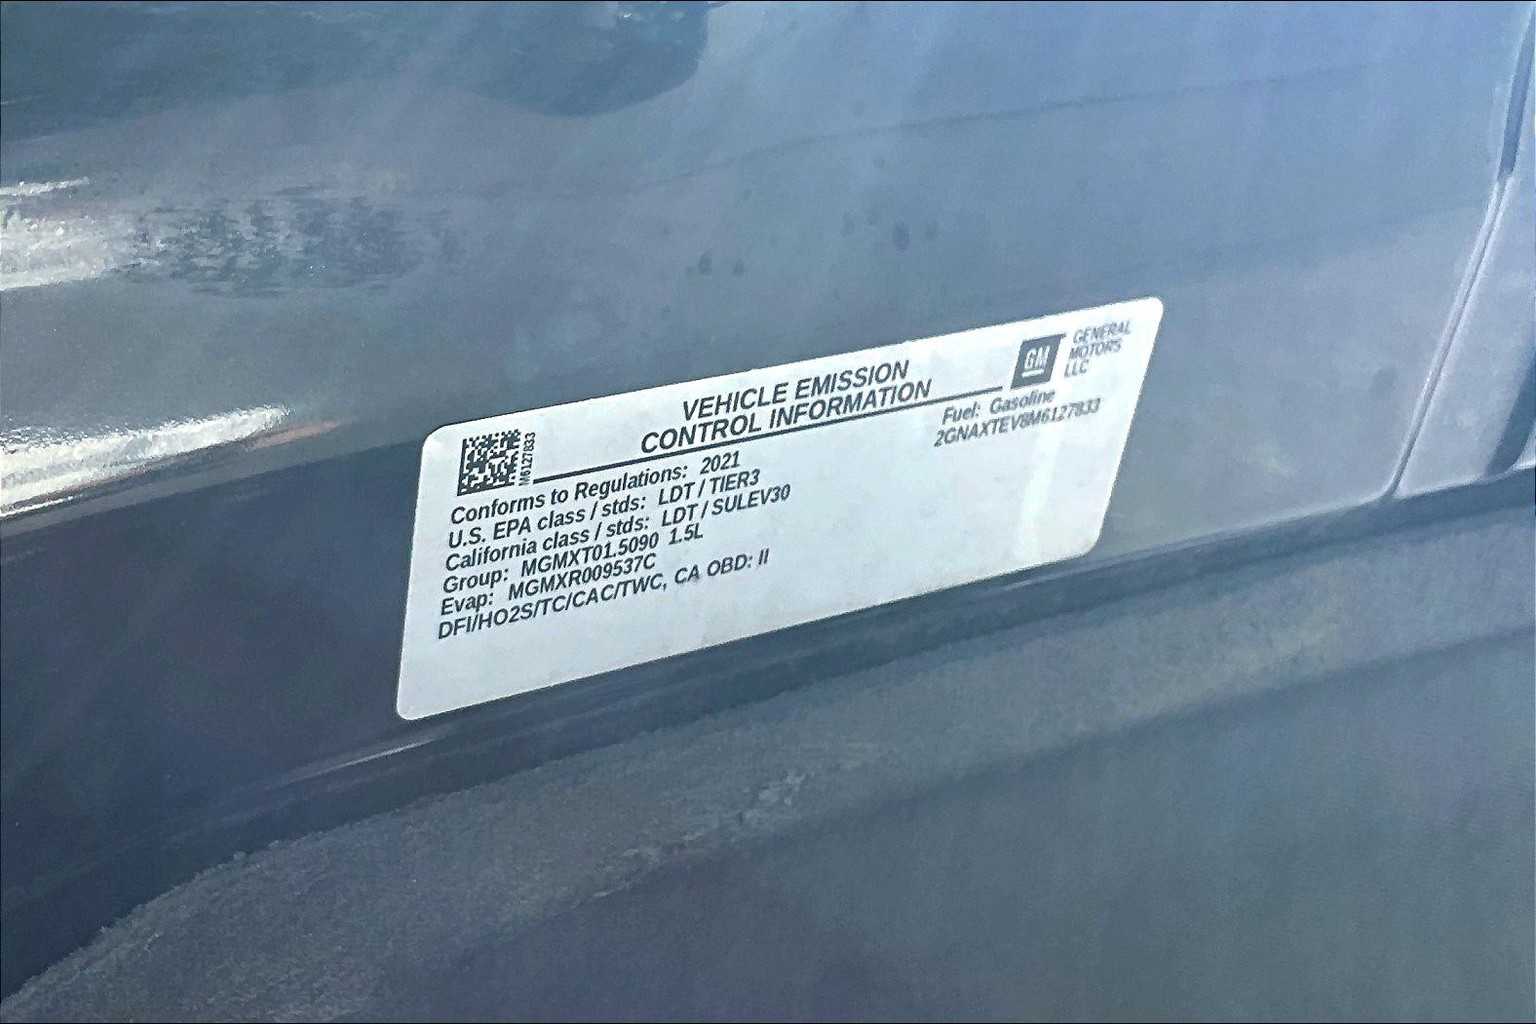 VEHICLE EMISSION
CONTROL INFORMATION
GM
GENERAL
MOTORS
LLC
M6127833
Fuel: Gasoline
2GNAXTEV8M6127833
Conforms to Regulations: 2021
U.S. EPA class / stds: LDT / TIER3
California class / stds: LDT / SULEV30
Group: MGMXT01.5090 1.5L
Evap: MGMXR009537C
DFI/HO2S/TC/CAC/TWC, CA OBD: II